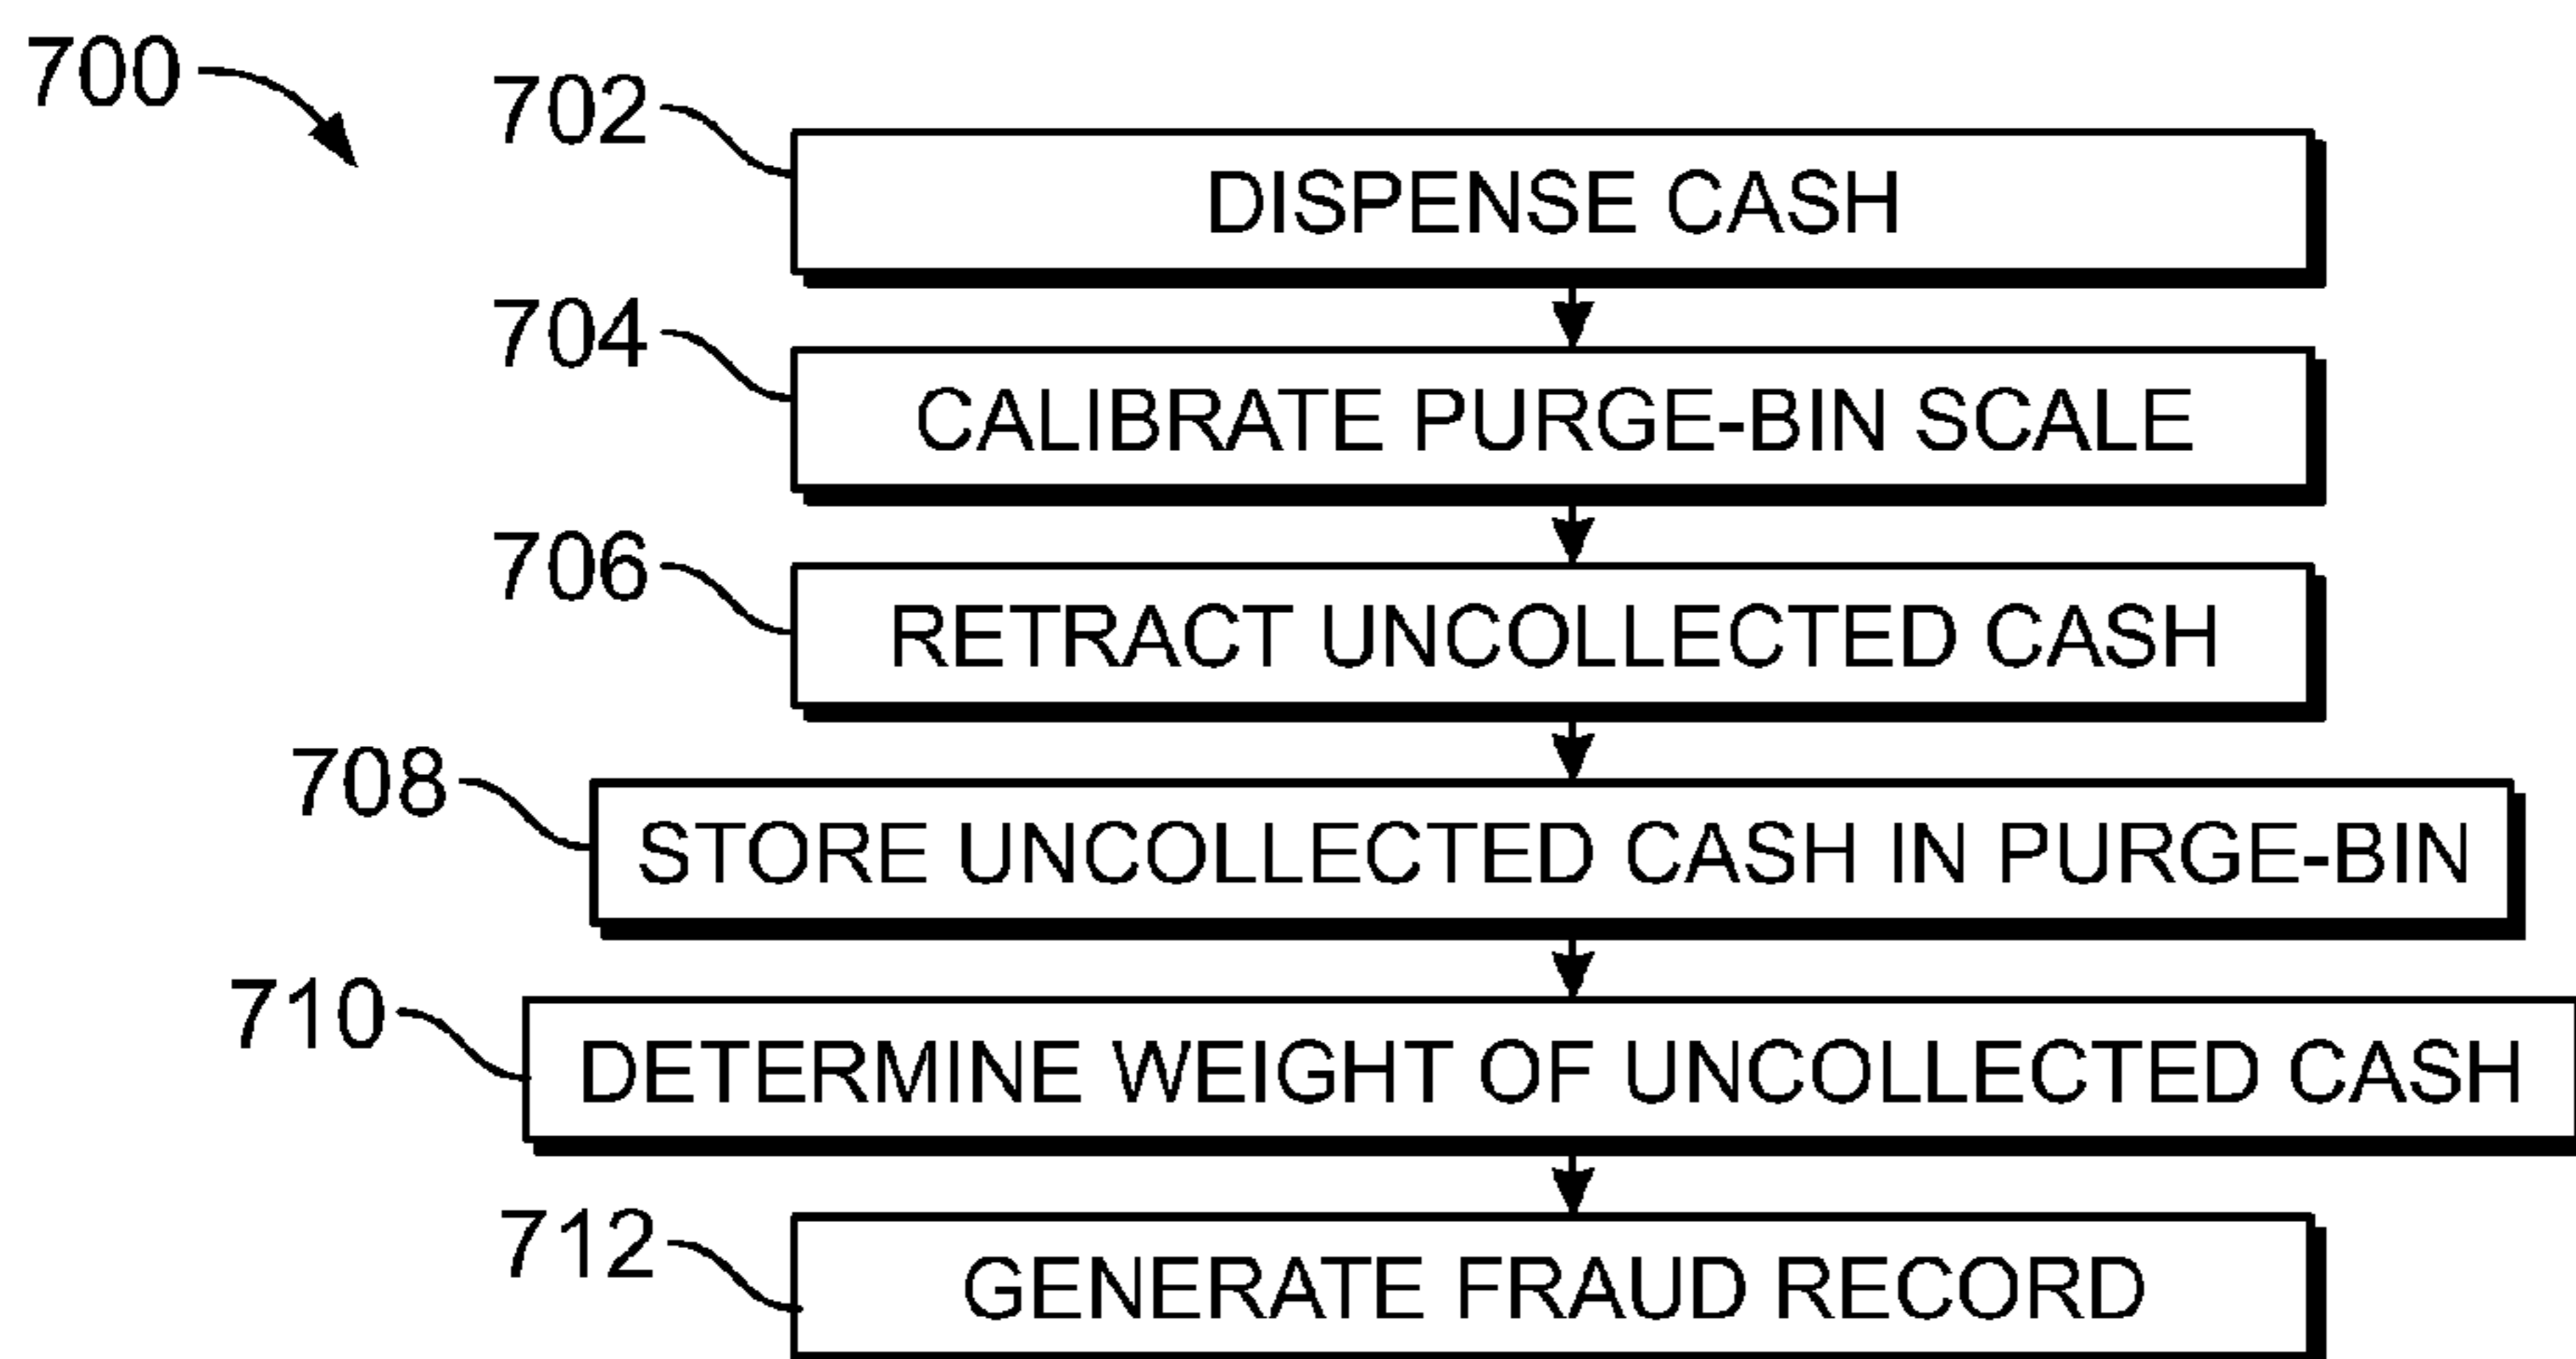 700
702
DISPENSE CASH
704
CALIBRATE PURGE-BIN SCALE
706
RETRACT UNCOLLECTED CASH
708
STORE UNCOLLECTED CASH IN PURGE-BIN
710
DETERMINE WEIGHT OF UNCOLLECTED CASH
712
GENERATE FRAUD RECORD